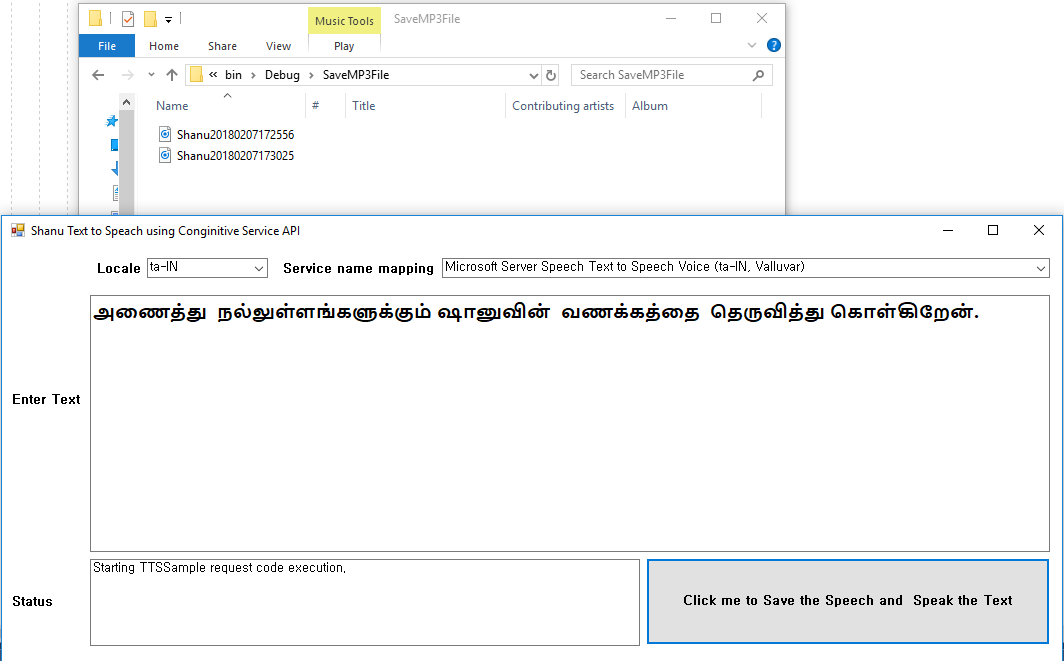 Music Tools SaveMP3File
File Home Share View Play
« bin › Debug › SaveMP3File Search SaveMP3File
Name # Title Contributing artists Album
Shanu20180207172556
Shanu20180207173025
Shanu Text to Speach using Conginitive Service API
Locale ta-IN Service name mapping Microsoft Server Speech Text to Speech Voice (ta-IN, Valluvar)
அணைத்து நல்லுள்ளங்களுக்கும் ஷானுவின் வணக்கத்தை தெருவித்து கொள்கிறேன்.
Enter Text
Starting TTSSample request code execution.
Status Click me to Save the Speech and Speak the Text